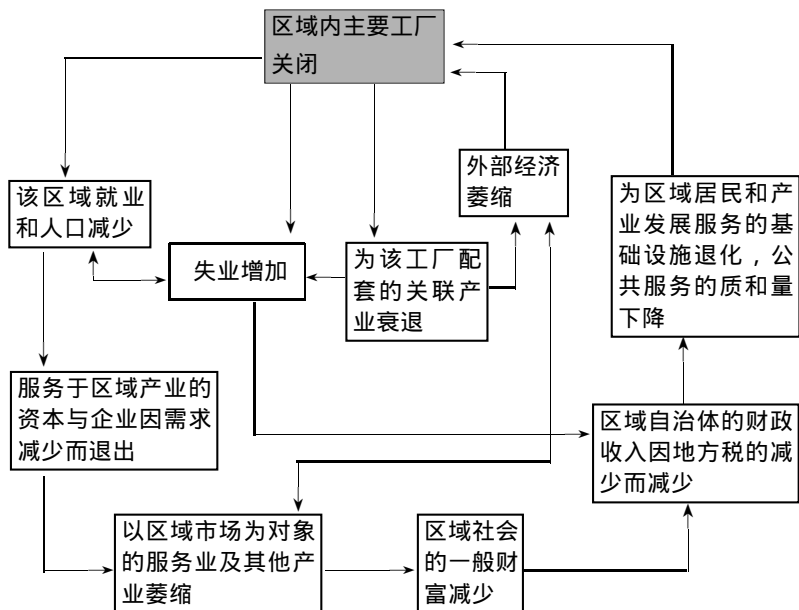 区域内主要工厂
关闭
外部经济
萎缩
该区域就业
和人口减少
为区域居民和产
业发展服务的基
础设施退化，公
共服务的质和量
下降
失业增加
为该工厂配
套的关联产
业衰退
服务于区域产业的
资本与企业因需求
减少而退出
区域自治体的财政
收入因地方税的减
少而减少
以区域市场为对象
的服务业及其他产
业萎缩
区域社会
的一般财
富减少